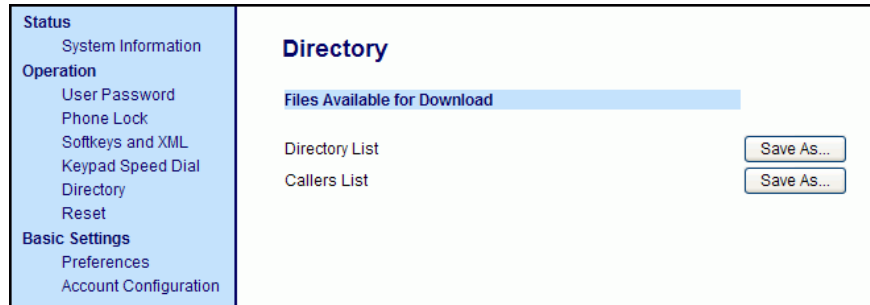 Status
System Information
Operation
User Password
Phone Lock
Softkeys and XML
Keypad Speed Dial
Directory
Reset
Basic Settings
Preferences
Account Configuration
Directory
Files Available for Download
Directory List Save As...
Callers List Save As...